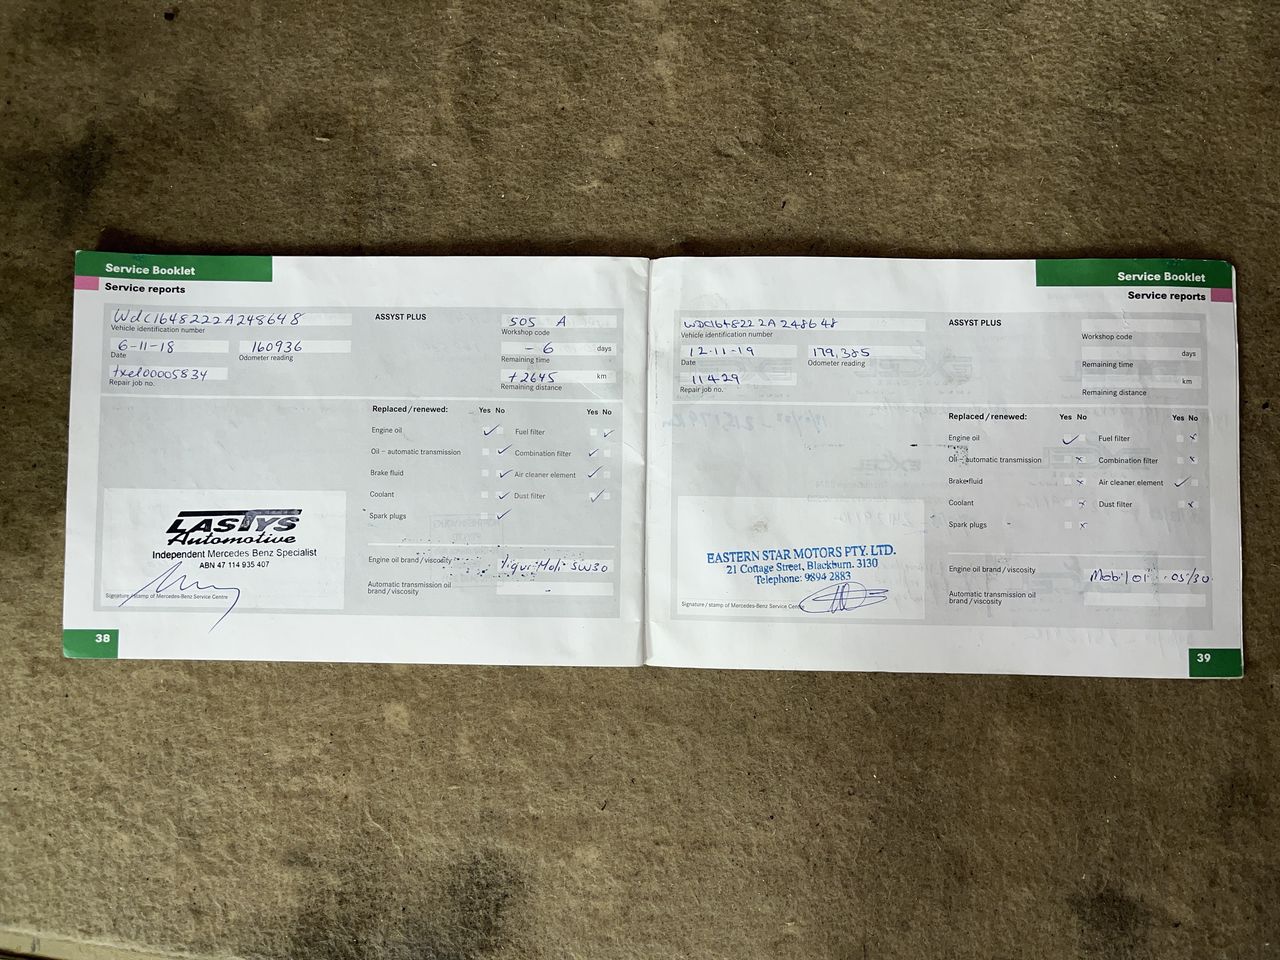 Service Booklet
Service reports
WdC1648222A248648
Vehicle identification number
6-11-18 160936
Date Odometer reading
txel00005834
Repair job no.
ASSYST PLUS
505 A
Workshop code
- 6 days
Remaining time
+2645 km
Remaining distance
Replaced / renewed: Yes No Yes No
Engine oil Fuel filter
Oil – automatic transmission Combination filter
Brake fluid Air cleaner element
Coolant Dust filter
Spark plugs
Engine oil brand / viscosity Liqui-Moli 5W30
Automatic transmission oil
brand / viscosity -
LASTYS
Automotive
Independent Mercedes Benz Specialist
ABN 47 114 935 407
Signature / stamp of Mercedes-Benz Service Centre
38
Service Booklet
Service reports
WDC1648222A248648
Vehicle identification number
12-11-19 179,385
Date Odometer reading
11429
Repair job no.
ASSYST PLUS
Workshop code
days
Remaining time
km
Remaining distance
Replaced / renewed: Yes No Yes No
Engine oil Fuel filter
Oil – automatic transmission Combination filter
Brake fluid Air cleaner element
Coolant Dust filter
Spark plugs
Engine oil brand / viscosity Mobil 01 05/30
Automatic transmission oil
brand / viscosity
EASTERN STAR MOTORS PTY. LTD.
21 Cottage Street, Blackburn. 3130
Telephone: 9894 2883
Signature / stamp of Mercedes-Benz Service Centre
39